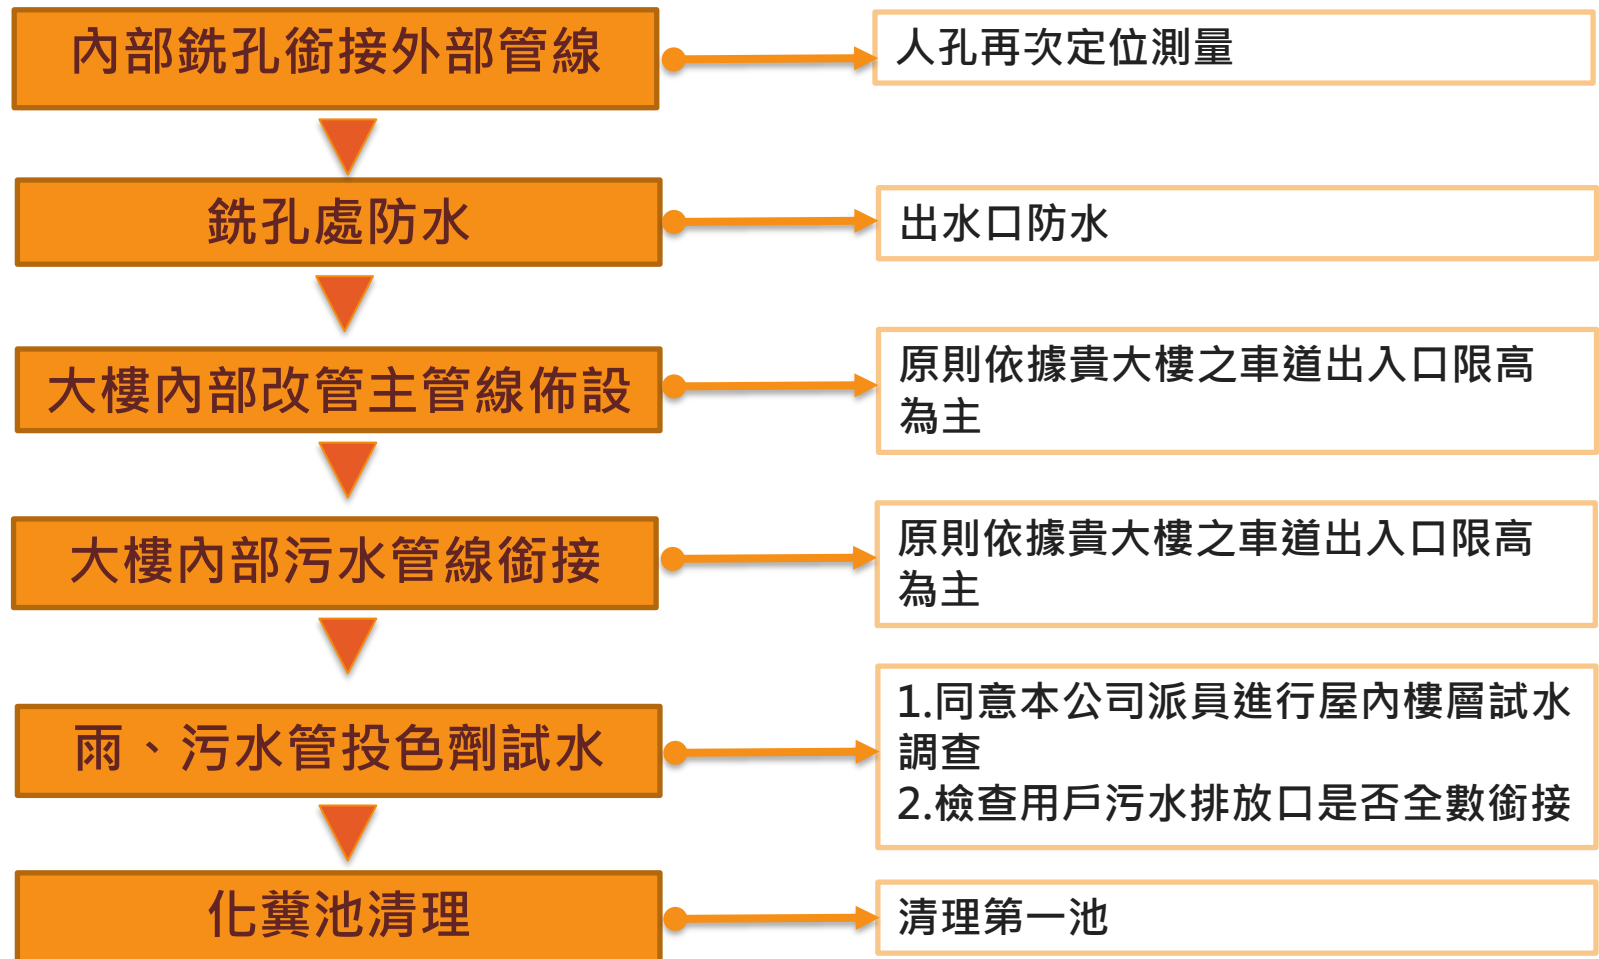 內部銑孔銜接外部管線
人孔再次定位測量
銑孔處防水
出水口防水
大樓內部改管主管線佈設
原則依據貴大樓之車道出入口限高
為主
大樓內部污水管線銜接
原則依據貴大樓之車道出入口限高
為主
雨、污水管投色劑試水
1.同意本公司派員進行屋內樓層試水
調查
2.檢查用戶污水排放口是否全數銜接
化糞池清理
清理第一池